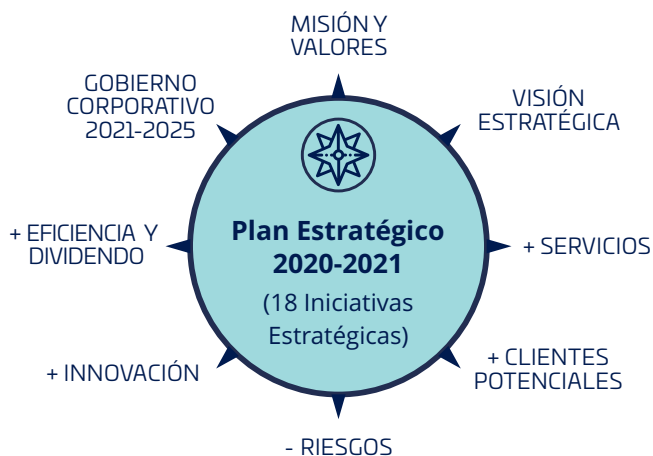 MISIÓN Y
VALORES
VISIÓN
ESTRATÉGICA
+ SERVICIOS
+ CLIENTES
POTENCIALES
- RIESGOS
+ INNOVACIÓN
+ EFICIENCIA Y
DIVIDENDO
GOBIERNO
CORPORATIVO
2021-2025
Plan Estratégico
2020-2021
(18 Iniciativas
Estratégicas)